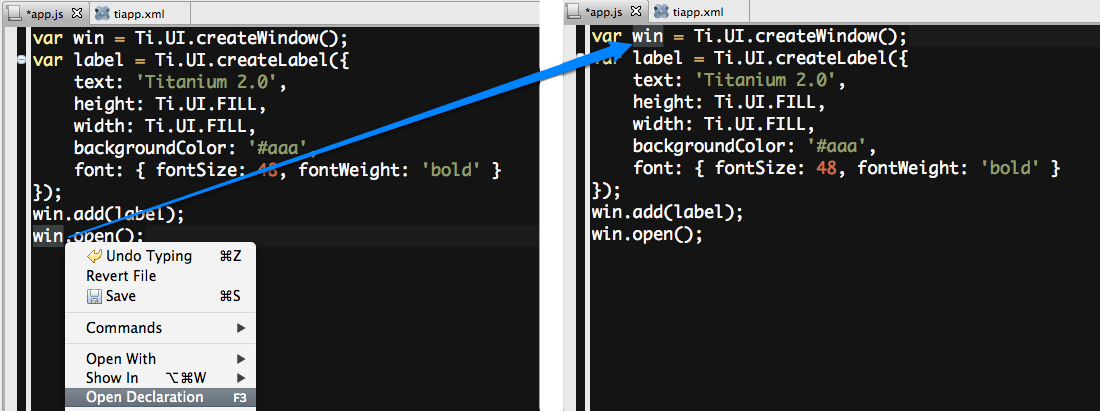 *app.js tiapp.xml
var win = Ti.UI.createWindow();
var label = Ti.UI.createLabel({
    text: 'Titanium 2.0',
    height: Ti.UI.FILL,
    width: Ti.UI.FILL,
    backgroundColor: '#aaa',
    font: { fontSize: 48, fontWeight: 'bold' }
});
win.add(label);
win.open();
Undo Typing ⌘Z
Revert File
Save ⌘S
Commands
Open With
Show In ⌥⌘W
Open Declaration F3
*app.js tiapp.xml
var win = Ti.UI.createWindow();
var label = Ti.UI.createLabel({
    text: 'Titanium 2.0',
    height: Ti.UI.FILL,
    width: Ti.UI.FILL,
    backgroundColor: '#aaa',
    font: { fontSize: 48, fontWeight: 'bold' }
});
win.add(label);
win.open();